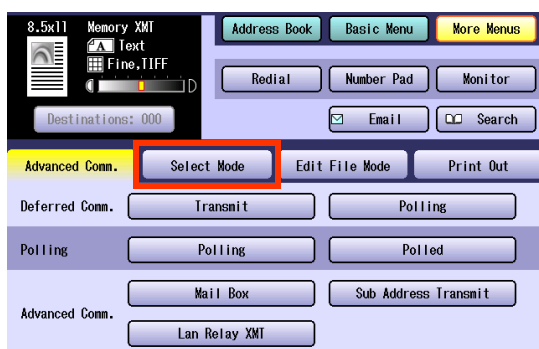 8.5x11 Memory XMT
A Text
Fine,TIFF
D
Destinations: 000
Address Book Basic Menu More Menus
Redial Number Pad Monitor
Email Search
Advanced Comm. Select Mode Edit File Mode Print Out
Deferred Comm. Transmit Polling
Polling Polling Polled
Advanced Comm. Mail Box Sub Address Transmit
Lan Relay XMT